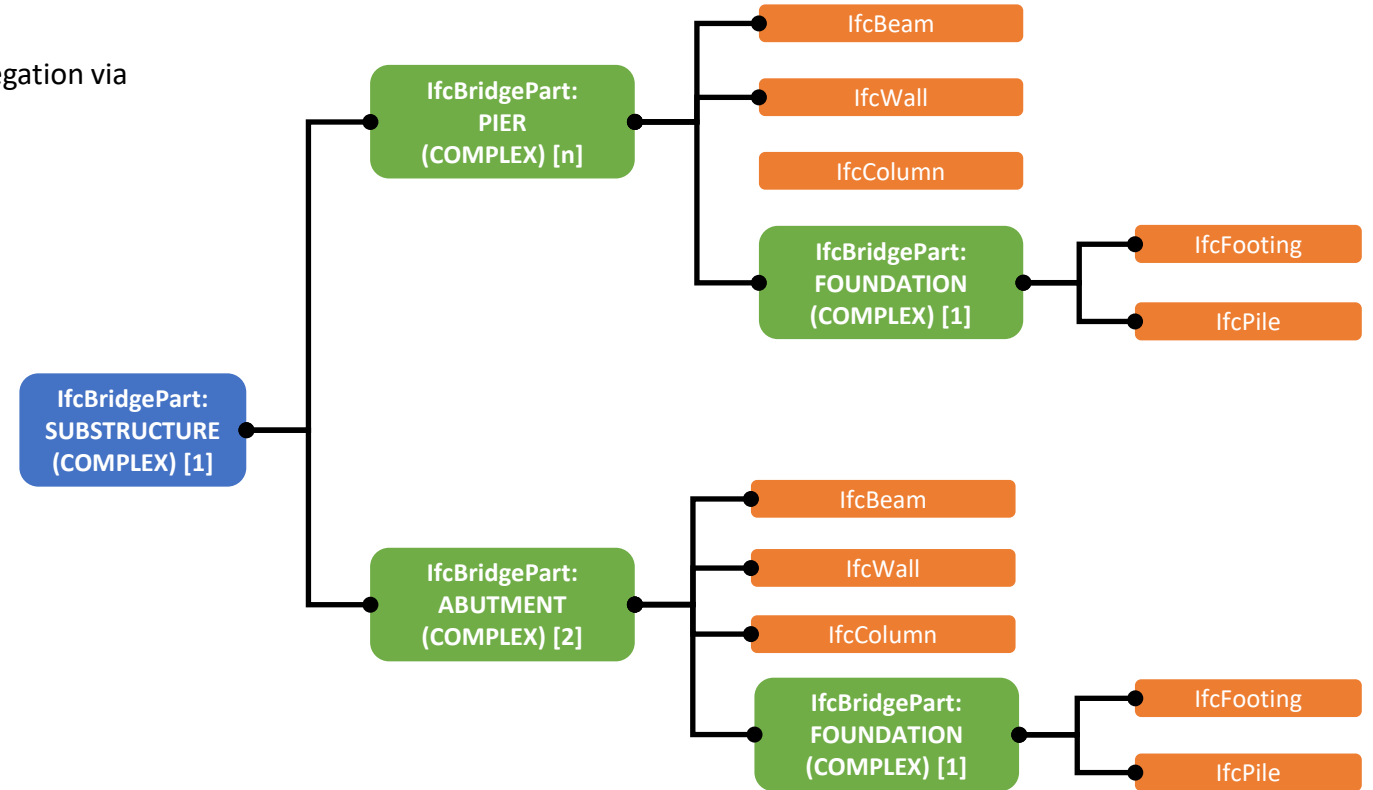 egation via
IfcBridgePart:
PIER
(COMPLEX) [n]
IfcBeam
IfcWall
IfcColumn
IfcBridgePart:
FOUNDATION
(COMPLEX) [1]
IfcFooting
IfcPile
IfcBridgePart:
SUBSTRUCTURE
(COMPLEX) [1]
IfcBridgePart:
ABUTMENT
(COMPLEX) [2]
IfcBeam
IfcWall
IfcColumn
IfcBridgePart:
FOUNDATION
(COMPLEX) [1]
IfcFooting
IfcPile